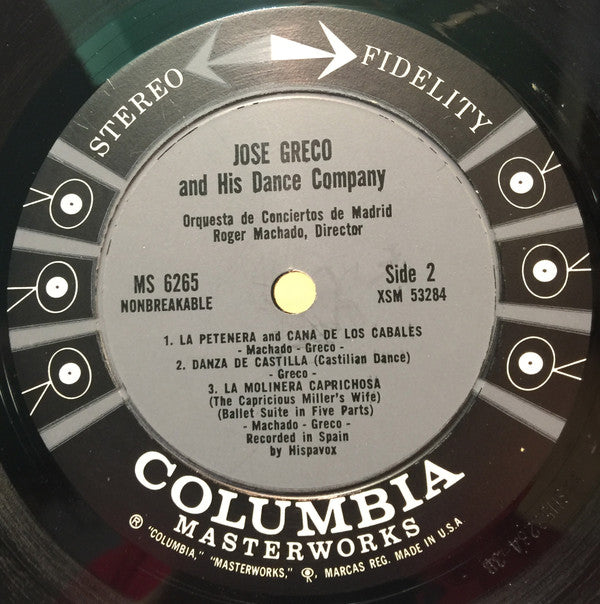 STEREO FIDELITY
JOSE GRECO
and His Dance Company
Orquesta de Conciertos de Madrid
Roger Machado, Director
MS 6265
NONBREAKABLE
Side 2
XSM 53284
1. LA PETENERA and CANA DE LOS CABALES
- Machado - Greco -
2. DANZA DE CASTILLA (Castilian Dance)
- Greco -
3. LA MOLINERA CAPRICHOSA
(The Capricious Miller's Wife)
(Ballet Suite in Five Parts)
- Machado - Greco -
Recorded in Spain
by Hispavox
COLUMBIA
MASTERWORKS
® "COLUMBIA," "MASTERWORKS," MARCAS REG. MADE IN U.S.A.